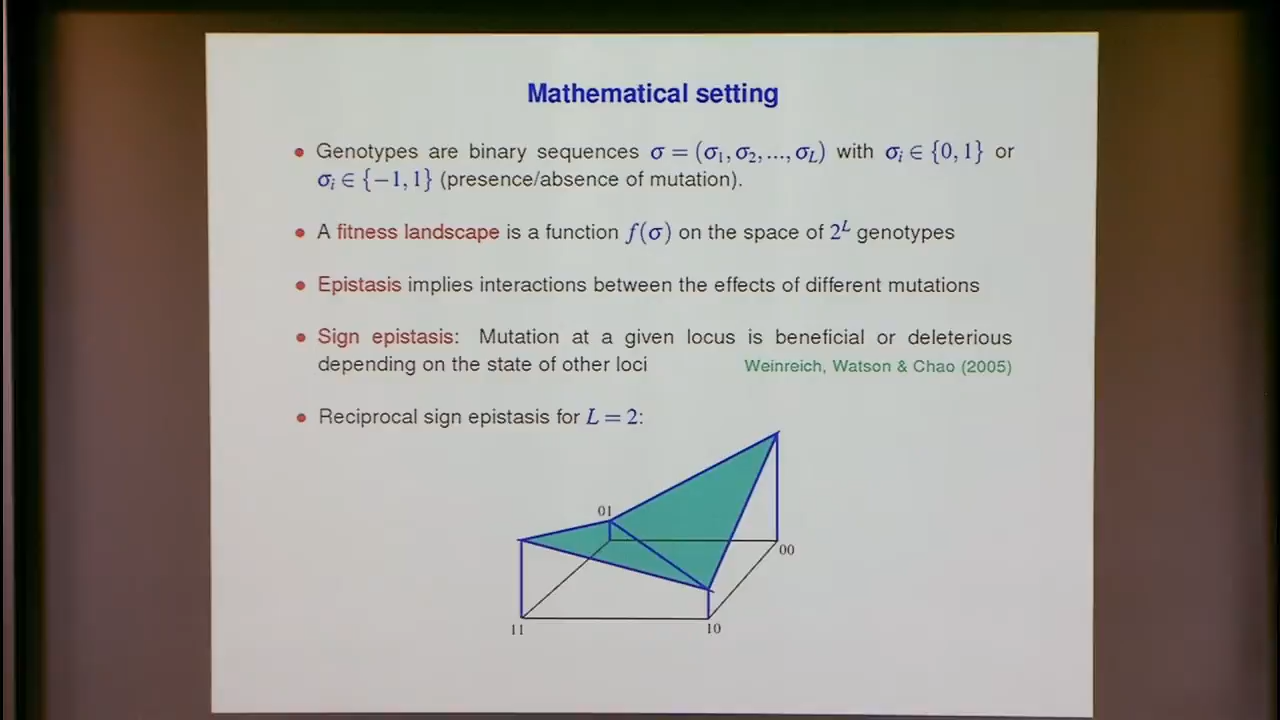 Mathematical setting
• Genotypes are binary sequences σ = (σ₁, σ₂, ..., σ_L) with σᵢ ∈ {0, 1} or
σᵢ ∈ {−1, 1} (presence/absence of mutation).
• A fitness landscape is a function f(σ) on the space of 2^L genotypes
• Epistasis implies interactions between the effects of different mutations
• Sign epistasis: Mutation at a given locus is beneficial or deleterious
depending on the state of other loci Weinreich, Watson & Chao (2005)
• Reciprocal sign epistasis for L = 2:
01
00
11
10